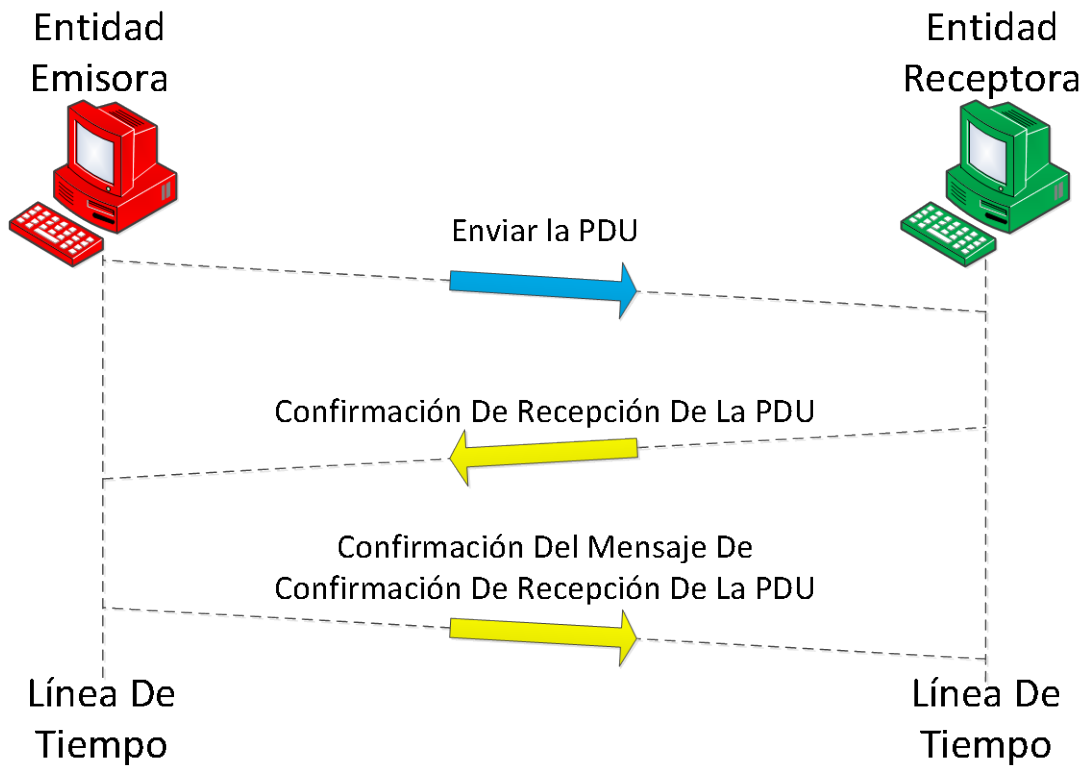 Entidad
Emisora
Entidad
Receptora
Enviar la PDU
Confirmación De Recepción De La PDU
Confirmación Del Mensaje De
Confirmación De Recepción De La PDU
Línea De
Tiempo
Línea De
Tiempo